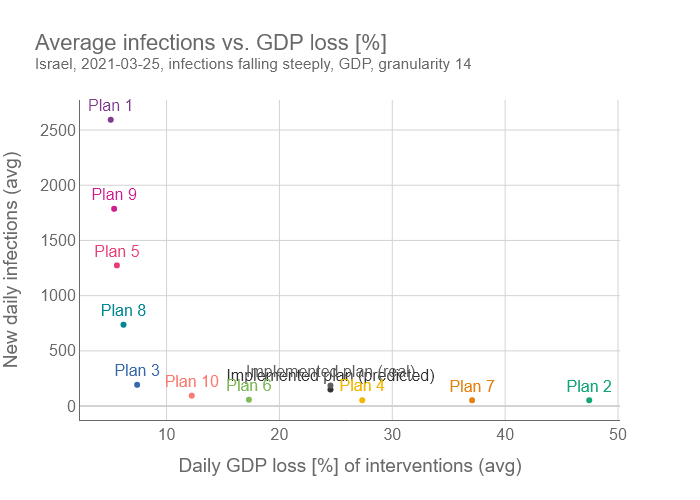 Average infections vs. GDP loss [%]
Israel, 2021-03-25, infections falling steeply, GDP, granularity 14
New daily infections (avg)
2500
2000
1500
1000
500
0
Plan 1
Plan 9
Plan 5
Plan 8
Plan 3
Plan 10
Plan 6
Implemented plan (real)
Implemented plan (predicted)
Plan 4
Plan 7
Plan 2
10
20
30
40
50
Daily GDP loss [%] of interventions (avg)